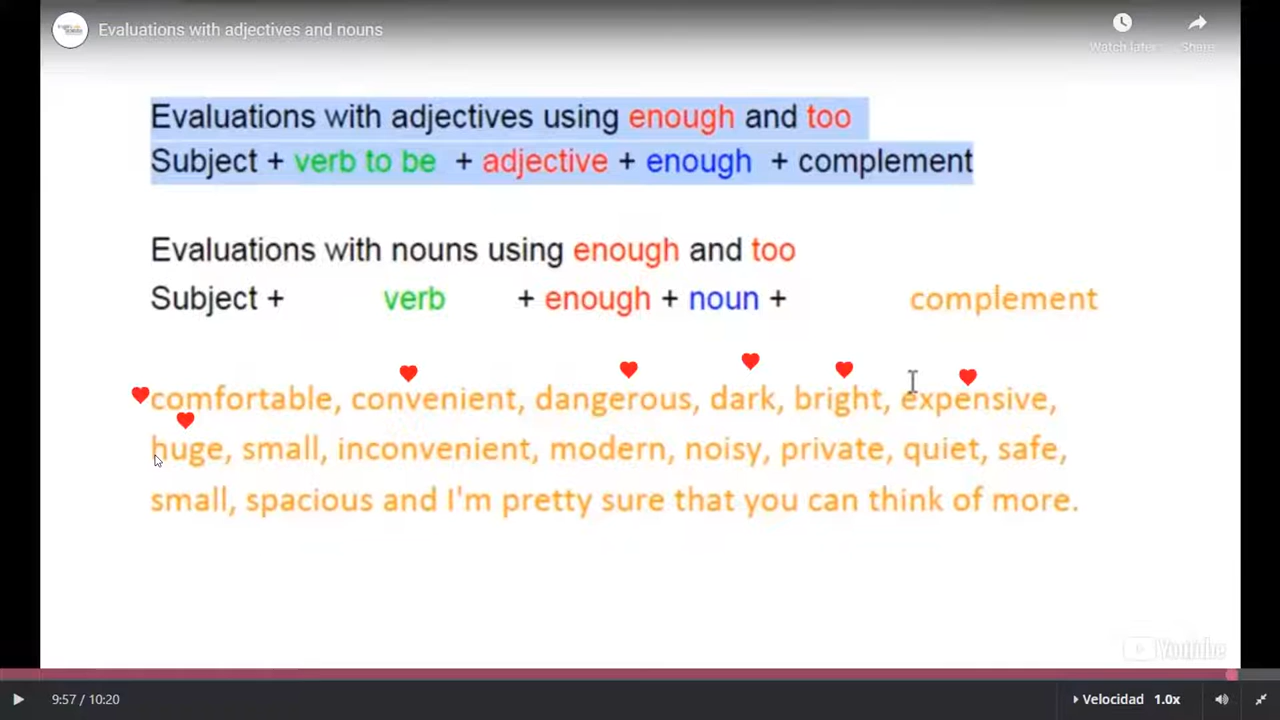 Evaluations with adjectives and nouns
Watch later
Share
Evaluations with adjectives using enough and too
Subject + verb to be + adjective + enough + complement
Evaluations with nouns using enough and too
Subject + verb + enough + noun + complement
comfortable, convenient, dangerous, dark, bright, expensive,
huge, small, inconvenient, modern, noisy, private, quiet, safe,
small, spacious and I'm pretty sure that you can think of more.
YouTube
9:57 / 10:20
Velocidad 1.0x